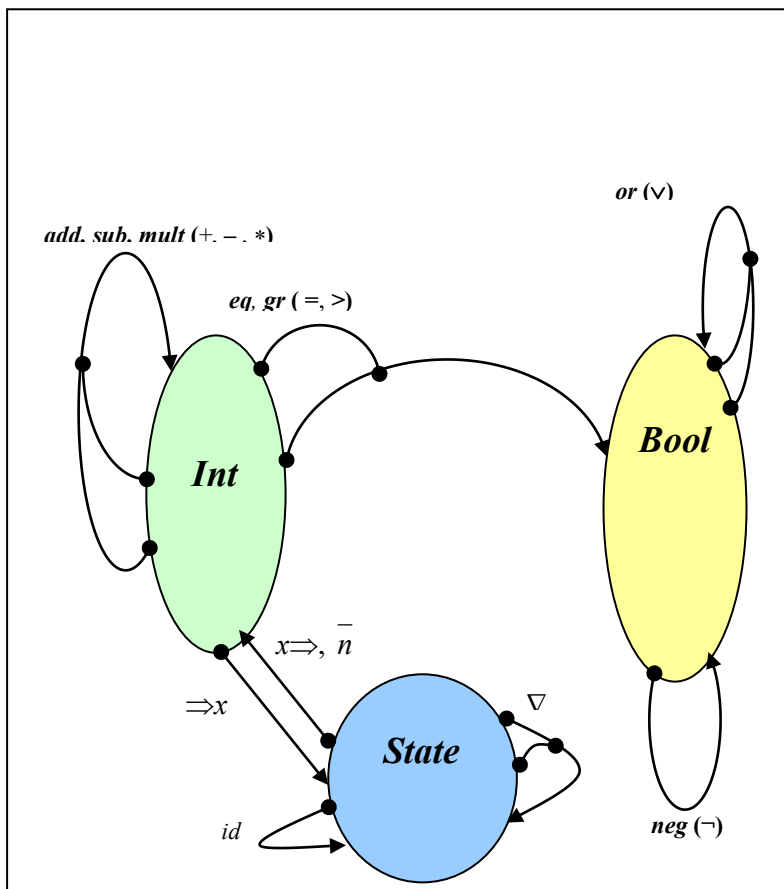 or (∨)
add, sub, mult (+, – , *)
eq, gr ( =, >)
Bool
Int
x⇒, n̅
⇒x
∇
State
id
neg (¬)